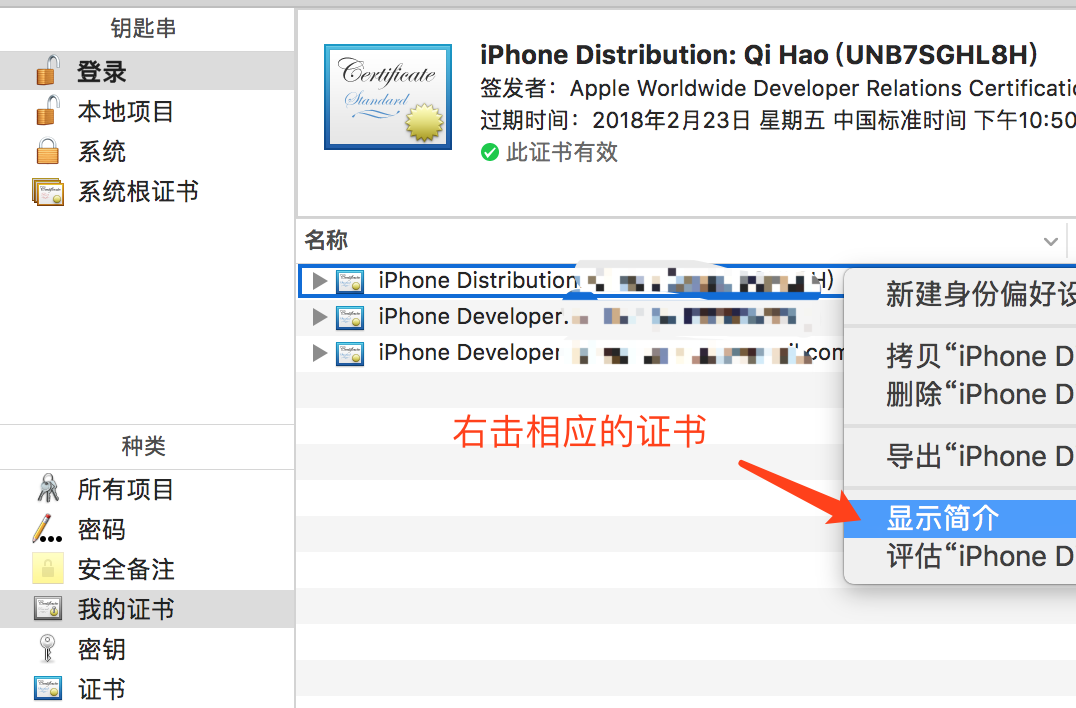 钥匙串
登录
本地项目
系统
系统根证书
种类
所有项目
密码
安全备注
我的证书
密钥
证书
Certificate
Standard
iPhone Distribution: Qi Hao (UNB7SGHL8H)
签发者：Apple Worldwide Developer Relations Certificatio
过期时间：2018年2月23日 星期五 中国标准时间 下午10:50
此证书有效
名称
iPhone Distribution H)
iPhone Developer.
iPhone Developer il.com
右击相应的证书
新建身份偏好设
拷贝“iPhone D
删除“iPhone D
导出“iPhone D
显示简介
评估“iPhone D